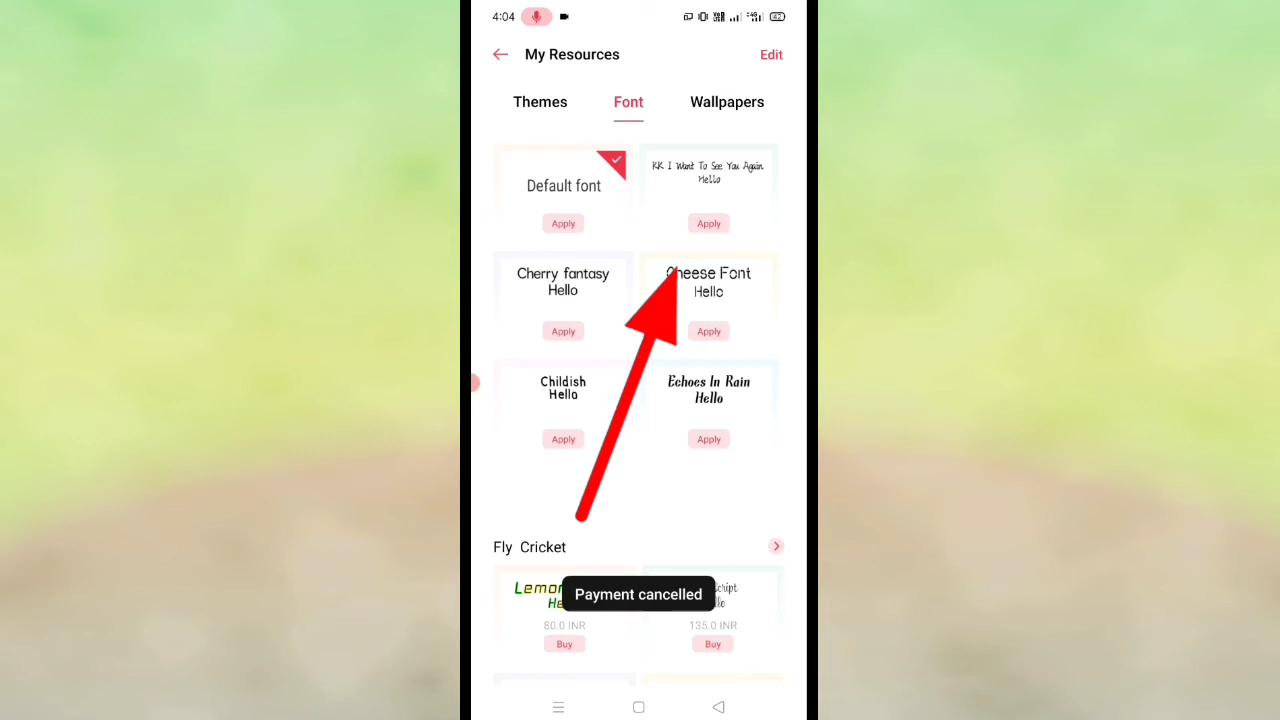 4:04
42
My Resources
Edit
Themes
Font
Wallpapers
Default font
Apply
KK I Want To See You Again
Hello
Apply
Cherry fantasy
Hello
Apply
Cheese Font
Hello
Apply
Childish
Hello
Apply
Echoes In Rain
Hello
Apply
Fly Cricket
Payment cancelled
80.0 INR
Buy
135.0 INR
Buy